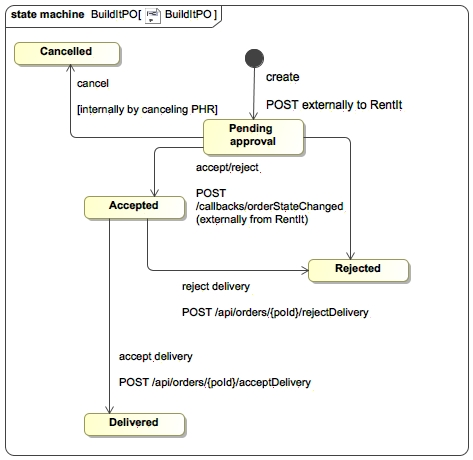 state machine BuildItPO[ BuildItPO ]
Cancelled
cancel
[internally by canceling PHR]
create
POST externally to RentIt
Pending
approval
accept/reject
POST
/callbacks/orderStateChanged
(externally from RentIt)
Accepted
Rejected
reject delivery
POST /api/orders/{poId}/rejectDelivery
accept delivery
POST /api/orders/{poId}/acceptDelivery
Delivered